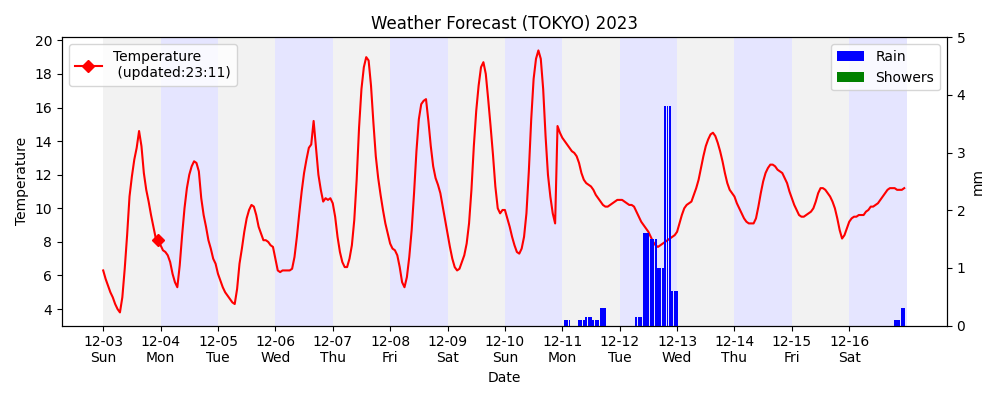 Weather Forecast (TOKYO) 2023
Temperature
(updated:23:11)
Rain
Showers
20
18
16
14
12
10
8
6
4
Temperature
5
4
3
2
1
0
mm
12-03 12-04 12-05 12-06 12-07 12-08 12-09 12-10 12-11 12-12 12-13 12-14 12-15 12-16
Sun Mon Tue Wed Thu Fri Sat Sun Mon Tue Wed Thu Fri Sat
Date